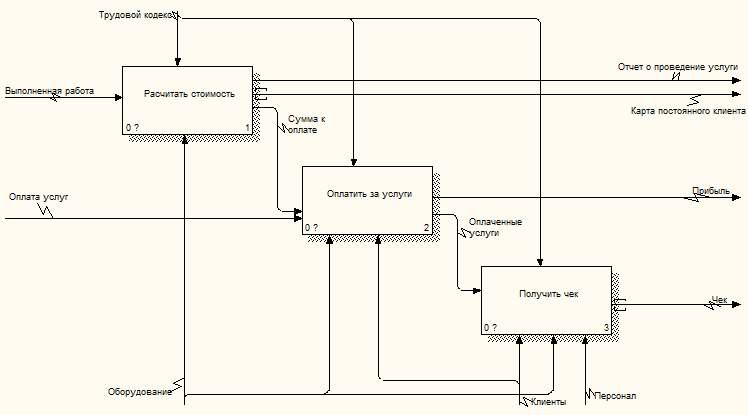 Трудовой кодекс
Отчет о проведение услуги
Выполненная работа
Расчитать стоимость
0 ?
1
Карта постоянного клиента
Сумма к
оплате
Оплата услуг
Оплатить за услуги
0 ?
2
Прибыль
Оплаченные
услуги
Получить чек
0 ?
3
Чек
Оборудование
Клиенты
Персонал